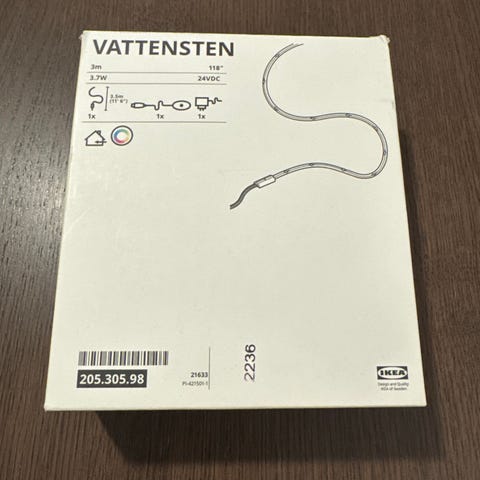 VATTENSTEN
3m 118"
3.7W 24VDC
3.5m
(11' 6")
1x 1x 1x
205.305.98
21633
PI-421501-1
2236
IKEA
Design and Quality
IKEA of Sweden